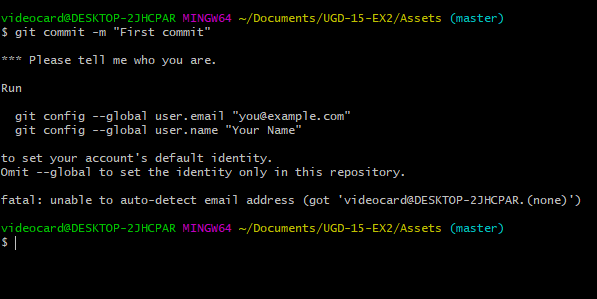 videocard@DESKTOP-2JHCPAR MINGW64 ~/Documents/UGD-15-EX2/Assets (master)
$ git commit -m "First commit"

*** Please tell me who you are.

Run

  git config --global user.email "you@example.com"
  git config --global user.name "Your Name"

to set your account's default identity.
Omit --global to set the identity only in this repository.

fatal: unable to auto-detect email address (got 'videocard@DESKTOP-2JHCPAR.(none)')

videocard@DESKTOP-2JHCPAR MINGW64 ~/Documents/UGD-15-EX2/Assets (master)
$